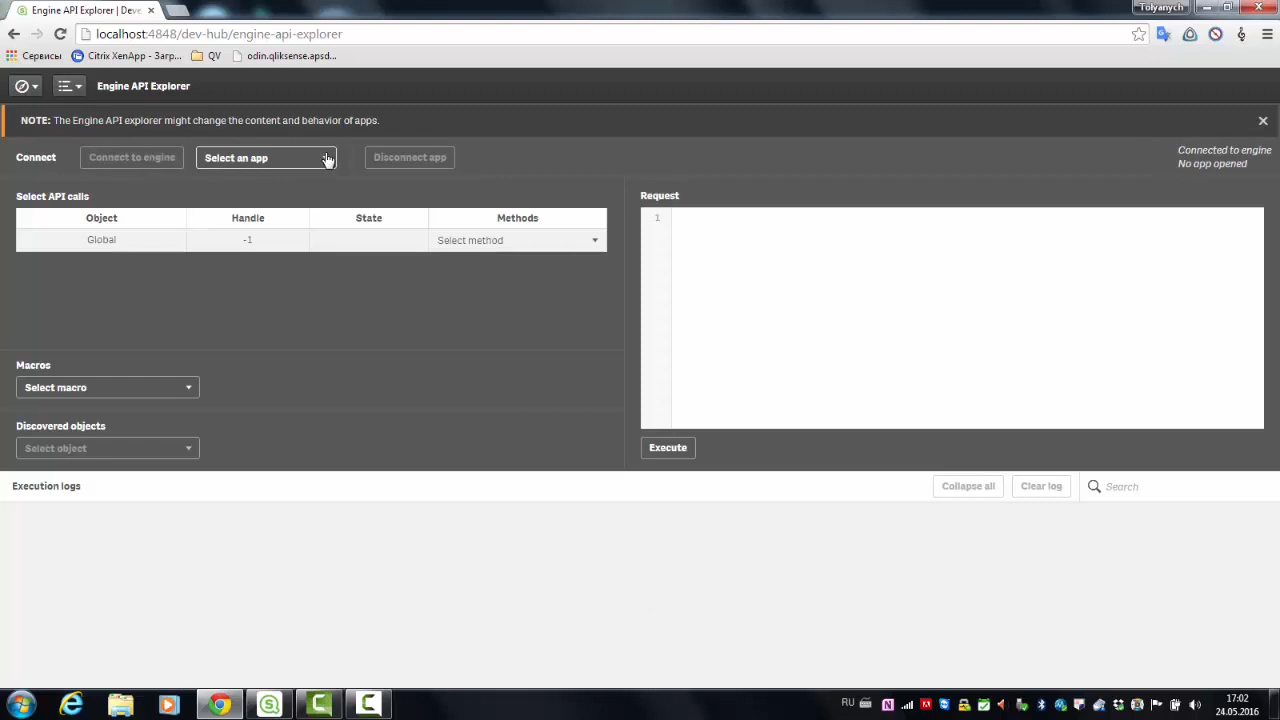 Engine API Explorer | Deve
Tolyanych
localhost:4848/dev-hub/engine-api-explorer
Сервисы
Citrix XenApp - Загр...
QV
odin.qliksense.apsd...
Engine API Explorer
NOTE: The Engine API explorer might change the content and behavior of apps.
Connect
Connect to engine
Select an app
Disconnect app
Connected to engine
No app opened
Select API calls
Object Handle State Methods
Global -1 Select method
Request
1
Macros
Select macro
Discovered objects
Select object
Execute
Execution logs
Collapse all
Clear log
Search
RU
17:02
24.05.2016